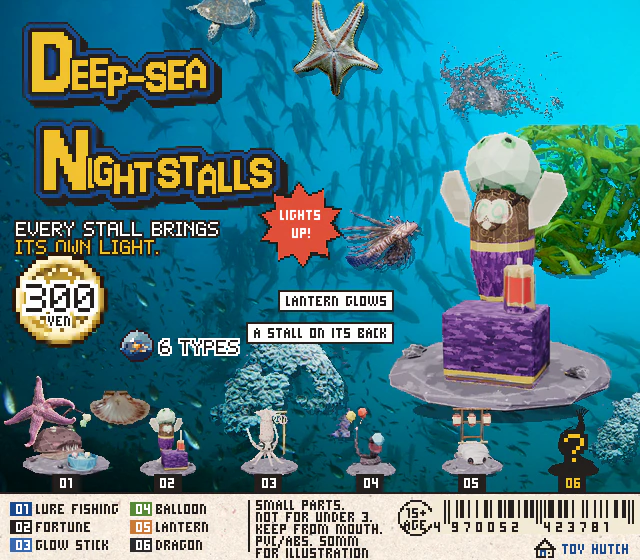 DEEP-SEA
NIGHT STALLS
EVERY STALL BRINGS
ITS OWN LIGHT.
LIGHTS
UP!
300
YEN
LANTERN GLOWS
A STALL ON ITS BACK
6 TYPES
?
01
02
03
04
05
06
01 LURE FISHING
02 FORTUNE
03 GLOW STICK
04 BALLOON
05 LANTERN
06 DRAGON
SMALL PARTS.
NOT FOR UNDER 3.
KEEP FROM MOUTH.
PVC/ABS. 50MM
FOR ILLUSTRATION
15+
AGE
4 970052 423781
TOY HUTCH